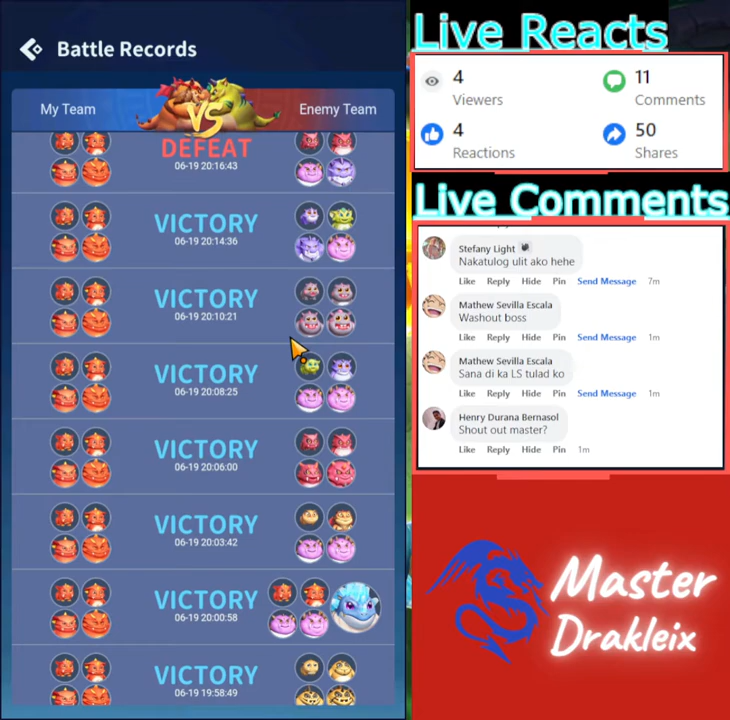 Battle Records
My Team
VS
Enemy Team
DEFEAT
06-19 20:16:43
VICTORY
06-19 20:14:36
VICTORY
06-19 20:10:21
VICTORY
06-19 20:08:25
VICTORY
06-19 20:06:00
VICTORY
06-19 20:03:42
VICTORY
06-19 20:00:58
VICTORY
06-19 19:58:49
Live Reacts
4
Viewers
11
Comments
4
Reactions
50
Shares
Live Comments
Stefany Light
Nakatulog ulit ako hehe
Like Reply Hide Pin Send Message 7m
Mathew Sevilla Escala
Washout boss
Like Reply Hide Pin Send Message 1m
Mathew Sevilla Escala
Sana di ka LS tulad ko
Like Reply Hide Pin Send Message 1m
Henry Durana Bernasol
Shout out master?
Like Reply Hide Pin 1m
Master
Drakleix